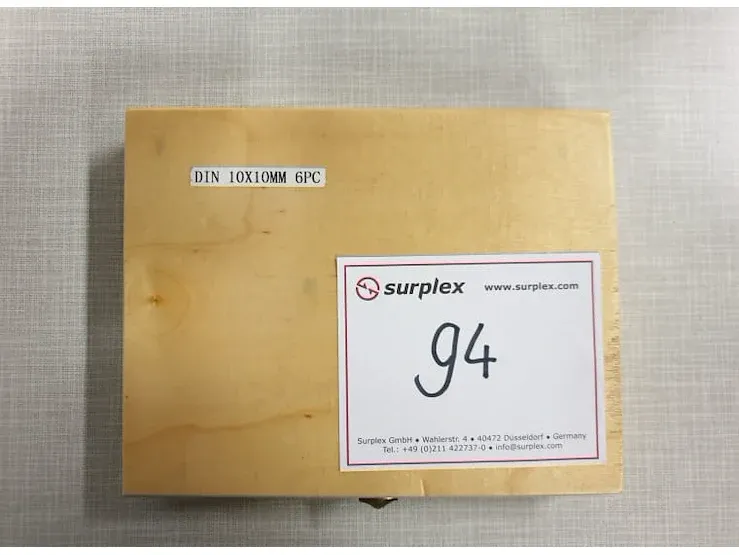 DIN 10X10MM 6PC
surplex www.surplex.com
94
Surplex GmbH • Wahlerstr. 4 • 40472 Düsseldorf • Germany
Tel.: +49 (0)211 422737-0 • info@surplex.com